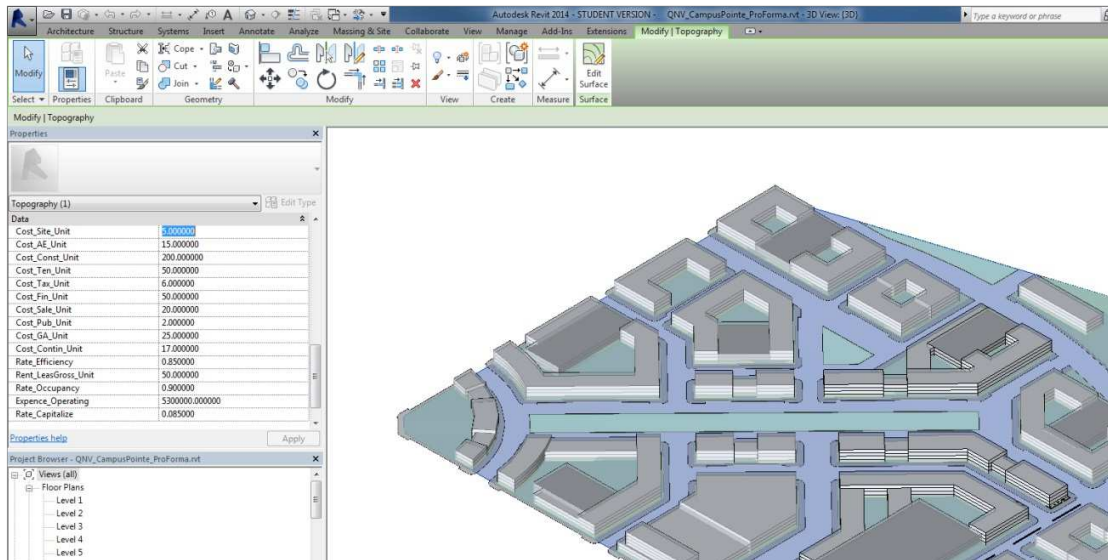 Autodesk Revit 2014 - STUDENT VERSION - QNV_CampusPointe_ProForma.rvt - 3D View: {3D}
Type a keyword or phrase
Architecture Structure Systems Insert Annotate Analyze Massing & Site Collaborate View Manage Add-Ins Extensions Modify | Topography
Modify
Paste
Cope
Cut
Join
Edit Surface
Select Properties Clipboard Geometry Modify View Create Measure Surface
Modify | Topography
Properties
Topography (1) Edit Type
Data
Cost_Site_Unit 5.000000
Cost_AE_Unit 15.000000
Cost_Const_Unit 200.000000
Cost_Ten_Unit 50.000000
Cost_Tax_Unit 6.000000
Cost_Fin_Unit 50.000000
Cost_Sale_Unit 20.000000
Cost_Pub_Unit 2.000000
Cost_GA_Unit 25.000000
Cost_Contin_Unit 17.000000
Rate_Efficiency 0.850000
Rent_LeasGross_Unit 50.000000
Rate_Occupancy 0.900000
Expence_Operating 5300000.000000
Rate_Capitalize 0.085000
Properties help Apply
Project Browser - QNV_CampusPointe_ProForma.rvt
Views (all)
Floor Plans
Level 1
Level 2
Level 3
Level 4
Level 5